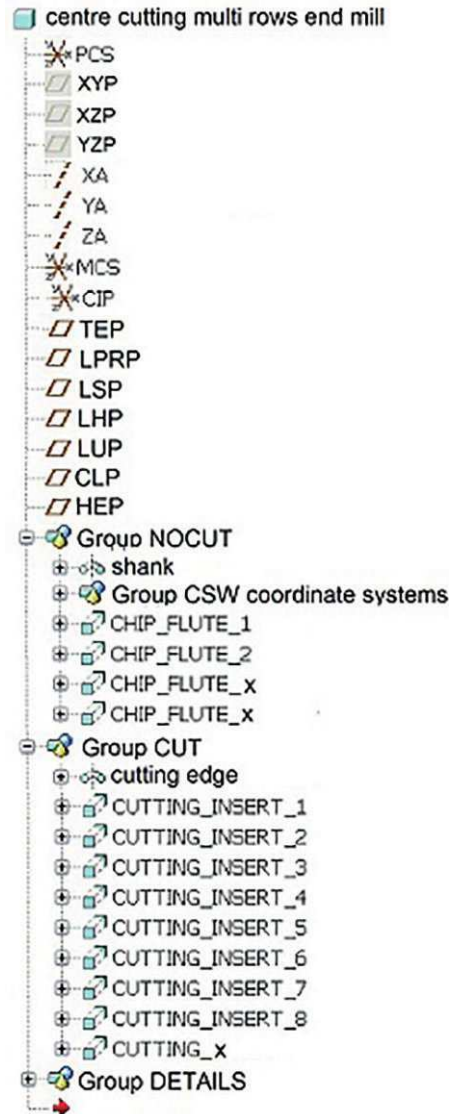 centre cutting multi rows end mill
PCS
XYP
XZP
YZP
XA
YA
ZA
MCS
CIP
TEP
LPRP
LSP
LHP
LUP
CLP
HEP
Group NOCUT
shank
Group CSW coordinate systems
CHIP_FLUTE_1
CHIP_FLUTE_2
CHIP_FLUTE_X
CHIP_FLUTE_X
Group CUT
cutting edge
CUTTING_INSERT_1
CUTTING_INSERT_2
CUTTING_INSERT_3
CUTTING_INSERT_4
CUTTING_INSERT_5
CUTTING_INSERT_6
CUTTING_INSERT_7
CUTTING_INSERT_8
CUTTING_X
Group DETAILS